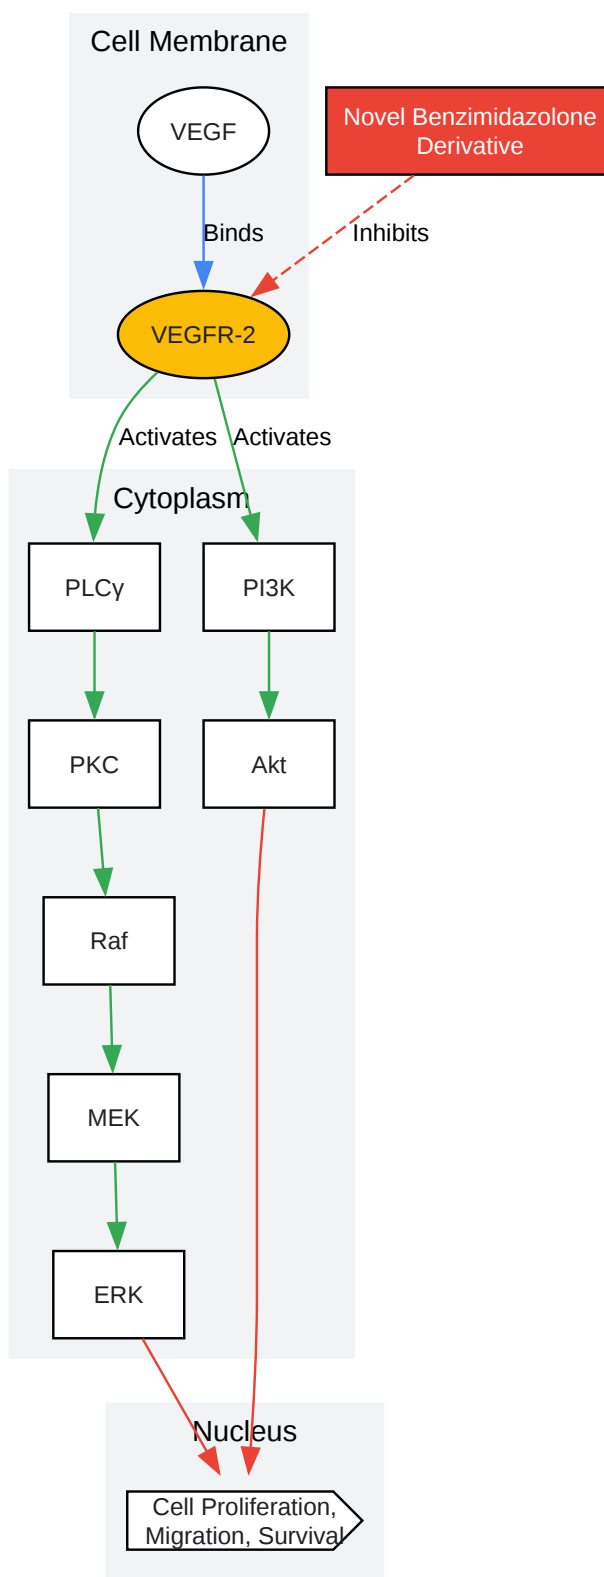 Cell Membrane
VEGF
Novel Benzimidazolone
Derivative
Binds
Inhibits
VEGFR-2
Activates
Activates
Cytoplasm
PLCγ
PI3K
PKC
Akt
Raf
MEK
ERK
Nucleus
Cell Proliferation,
Migration, Survival